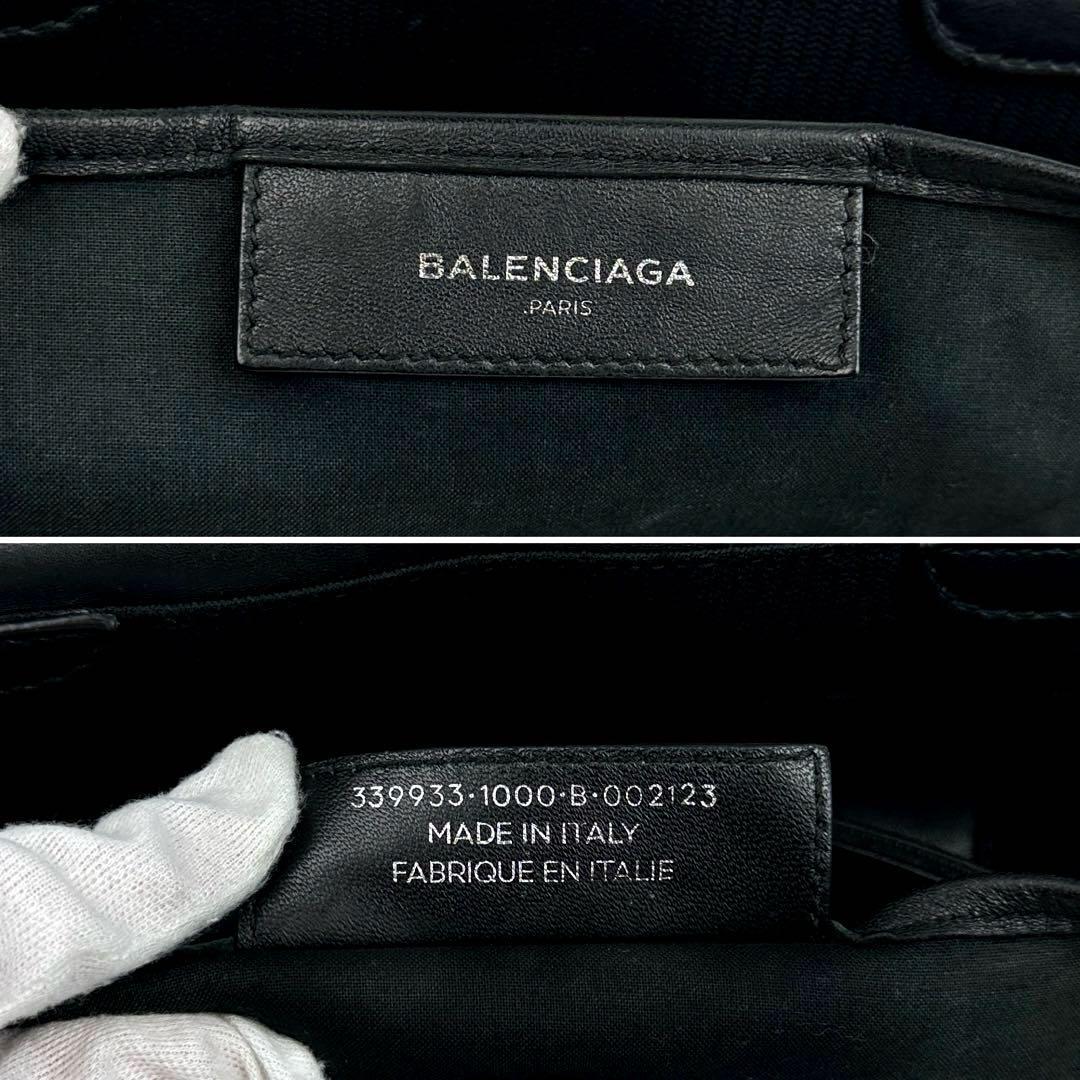 BALENCIAGA
.PARIS
339933·1000·B·002123
MADE IN ITALY
FABRIQUE EN ITALIE